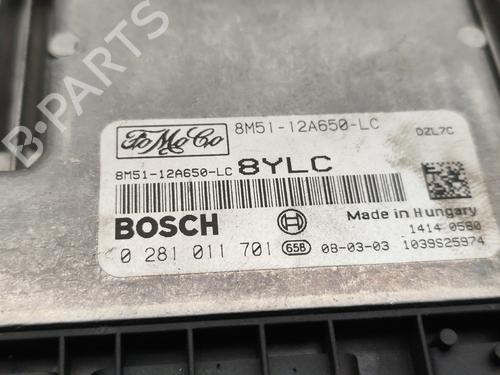 B-PARTS
FoMoCo
8M51-12A650-LC
DZL7C
8M51-12A650-LC 8YLC
BOSCH
Made in Hungary
1414 0580
0 281 011 701 65B 08-03-03 1039S25974